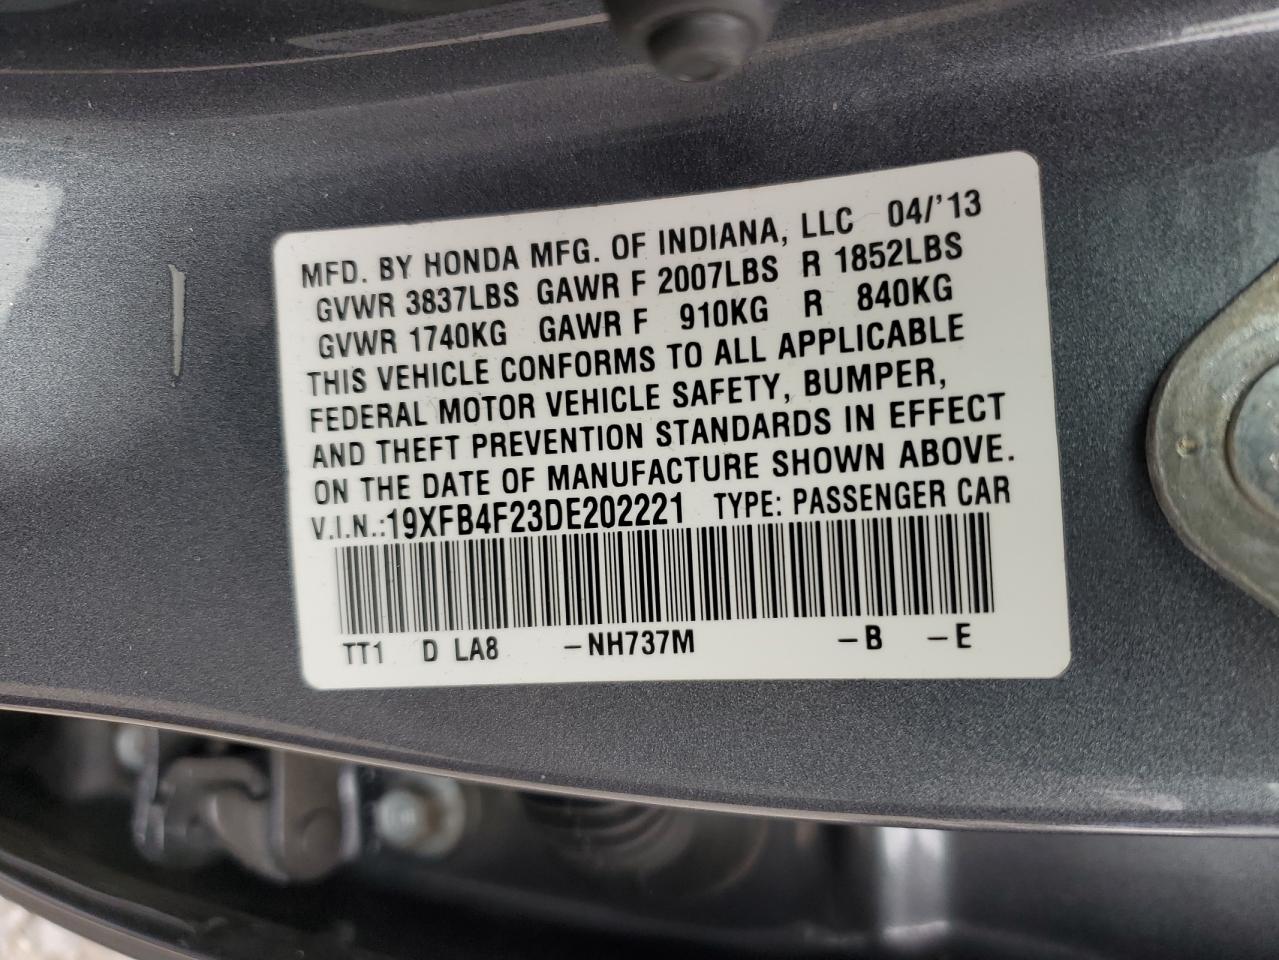 MFD. BY HONDA MFG. OF INDIANA, LLC 04/'13
GVWR 3837LBS GAWR F 2007LBS R 1852LBS
GVWR 1740KG GAWR F 910KG R 840KG
THIS VEHICLE CONFORMS TO ALL APPLICABLE
FEDERAL MOTOR VEHICLE SAFETY, BUMPER,
AND THEFT PREVENTION STANDARDS IN EFFECT
ON THE DATE OF MANUFACTURE SHOWN ABOVE.
V.I.N.:19XFB4F23DE202221 TYPE: PASSENGER CAR
TT1 D LA8 –NH737M –B –E